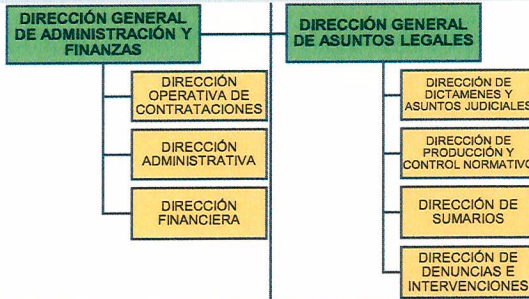 DIRECCIÓN GENERAL
DE ADMINISTRACIÓN Y
FINANZAS
DIRECCIÓN
OPERATIVA DE
CONTRATACIONES
DIRECCIÓN
ADMINISTRATIVA
DIRECCIÓN
FINANCIERA
DIRECCIÓN GENERAL
DE ASUNTOS LEGALES
DIRECCIÓN DE
DICTAMENES Y
ASUNTOS JUDICIALES
DIRECCIÓN DE
PRODUCCIÓN Y
CONTROL NORMATIVO
DIRECCIÓN DE
SUMARIOS
DIRECCIÓN DE
DENUNCIAS E
INTERVENCIONES